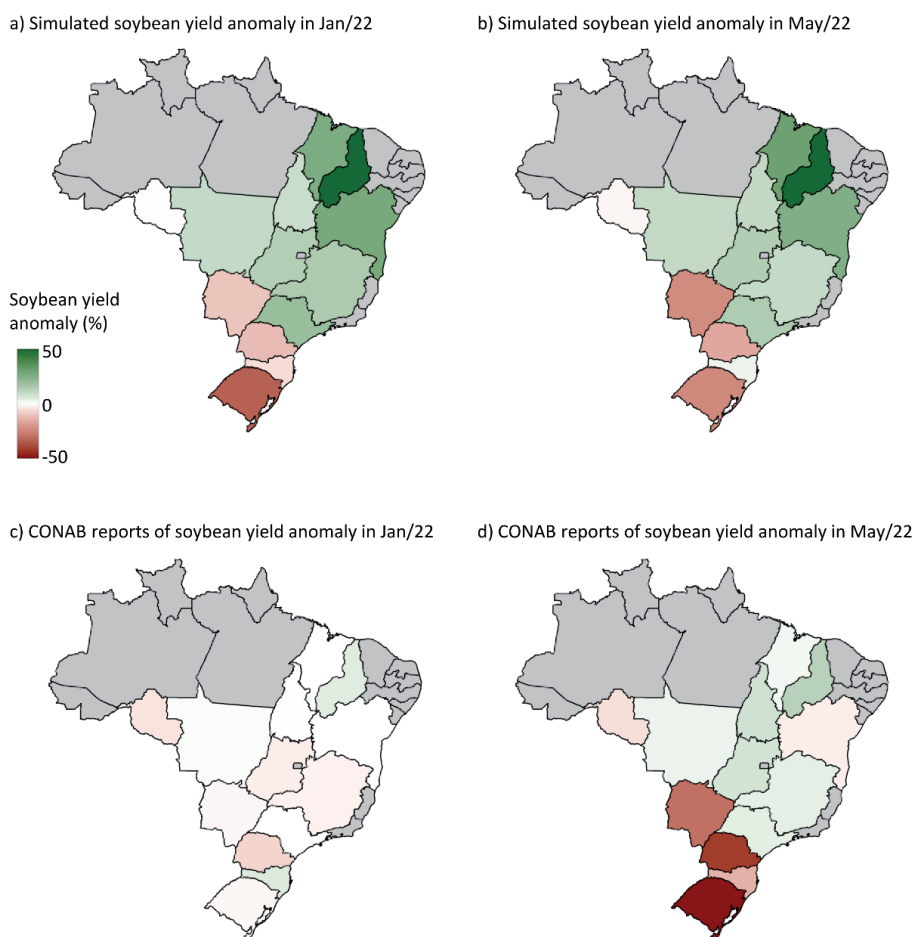 a) Simulated soybean yield anomaly in Jan/22
b) Simulated soybean yield anomaly in May/22
Soybean yield
anomaly (%)
50
0
-50
c) CONAB reports of soybean yield anomaly in Jan/22
d) CONAB reports of soybean yield anomaly in May/22